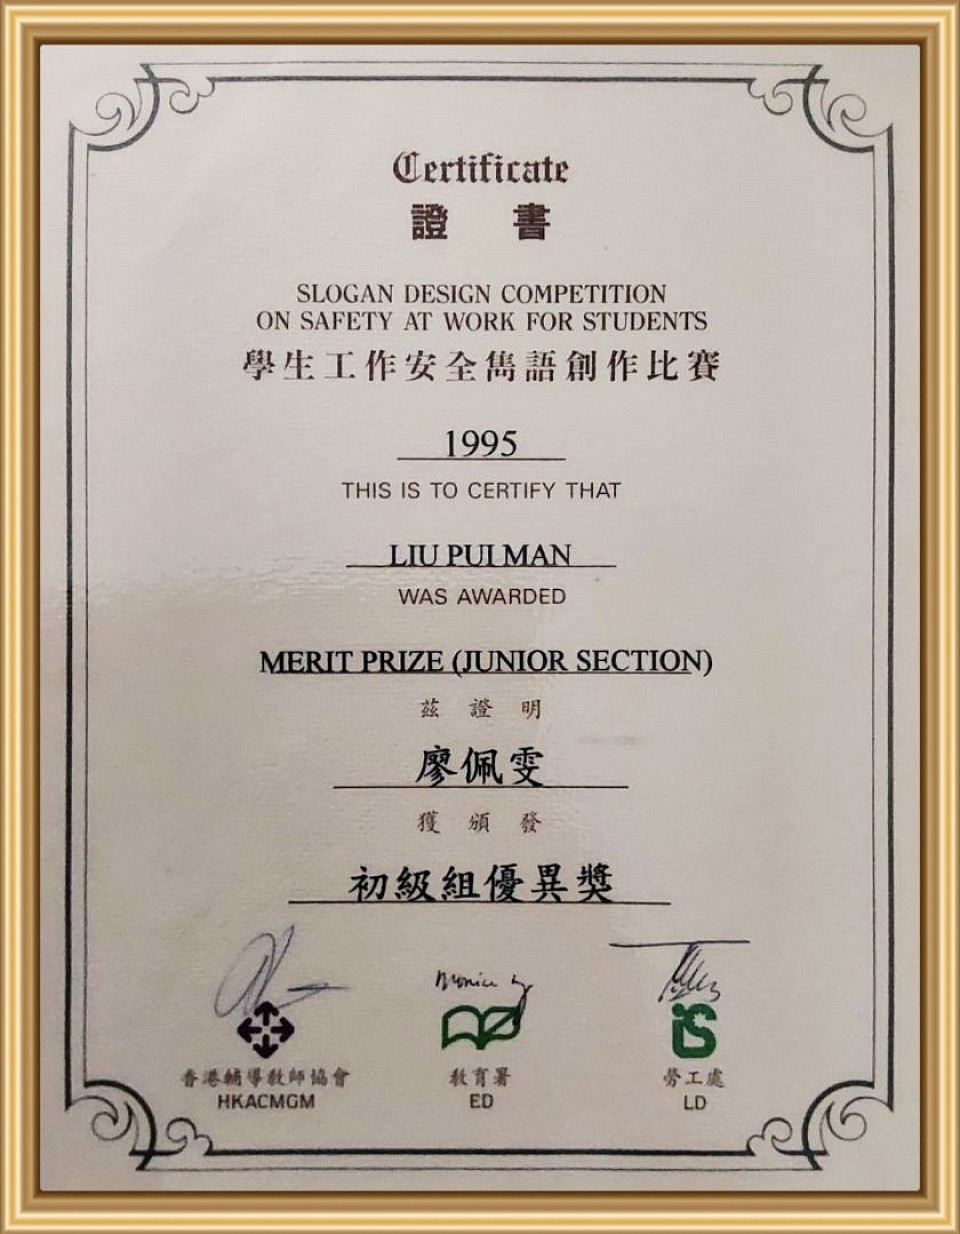 Certificate
證書
SLOGAN DESIGN COMPETITION
ON SAFETY AT WORK FOR STUDENTS
學生工作安全雋語創作比賽
1995
THIS IS TO CERTIFY THAT
LIU PUI MAN
WAS AWARDED
MERIT PRIZE (JUNIOR SECTION)
茲證明
廖佩雯
獲頒發
初級組優異獎
香港輔導教師協會
HKACMGM
教育署
ED
勞工處
LD